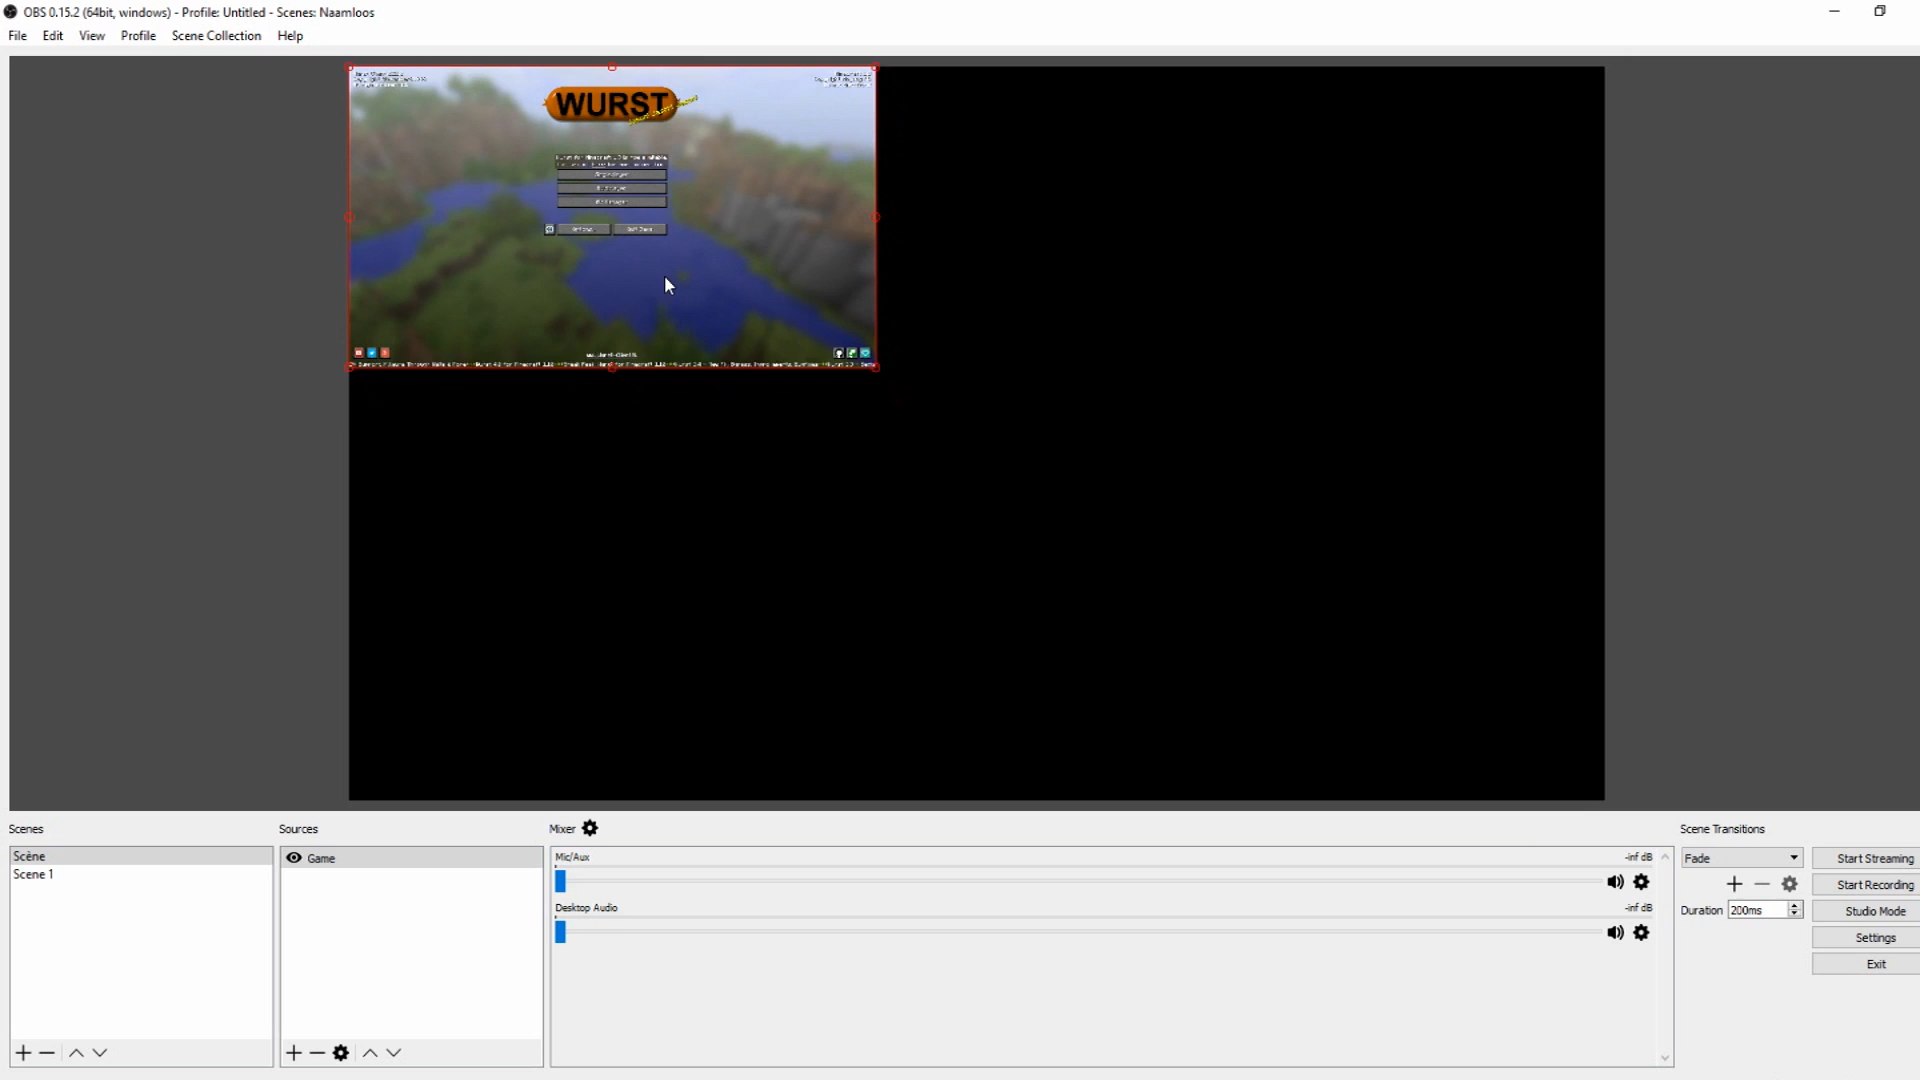 OBS 0.15.2 (64bit, windows) - Profile: Untitled - Scenes: Naamloos
File Edit View Profile Scene Collection Help
WURST
Scenes
Sources
Mixer
Scene Transitions
Scène
Scene 1
Game
Mic/Aux
-inf dB
Desktop Audio
-inf dB
Fade
Duration 200ms
Start Streaming
Start Recording
Studio Mode
Settings
Exit